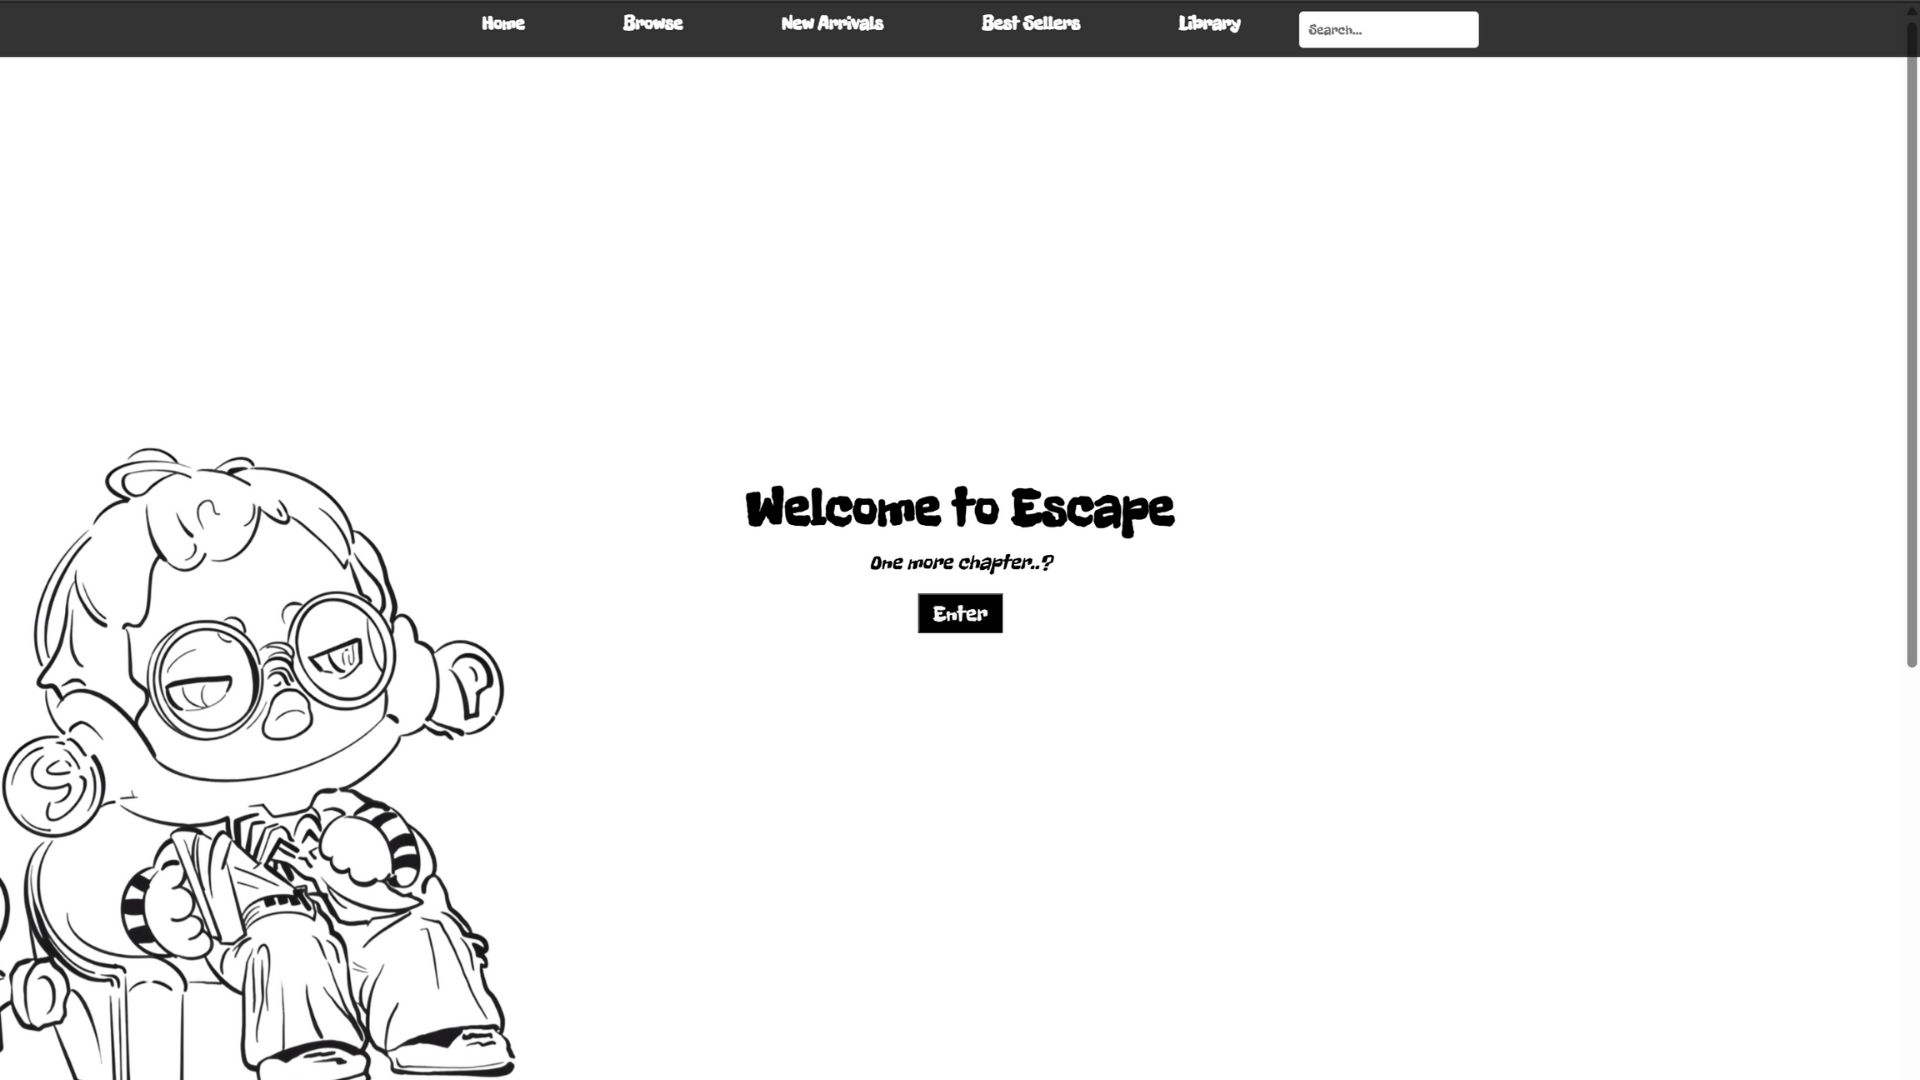 Home Browse New Arrivals Best Sellers Library Search...
Welcome to Escape
One more chapter..?
Enter
P
S